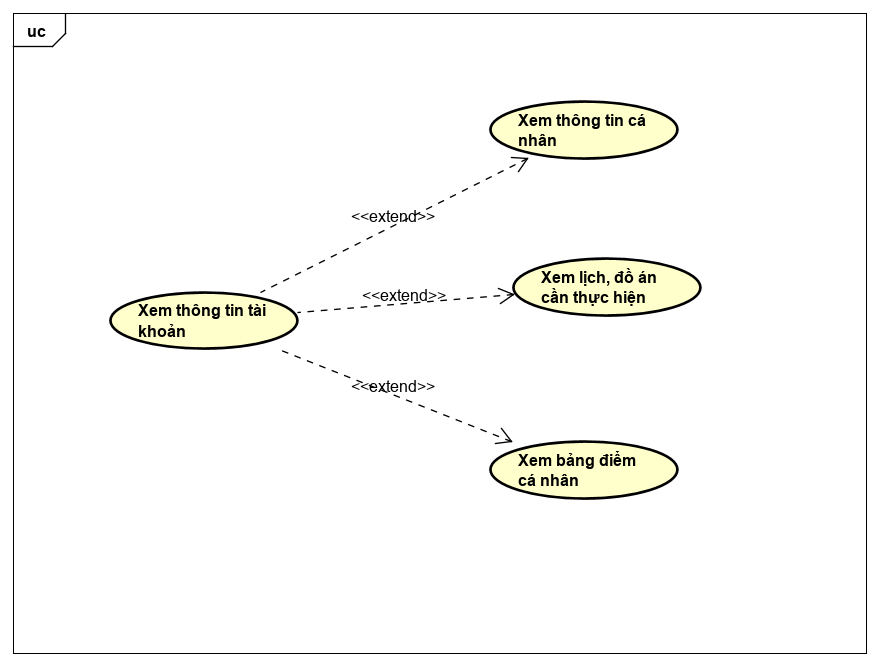 uc
Xem thông tin cá
nhân
<<extend>>
Xem lịch, đồ án
cần thực hiện
<<extend>>
Xem thông tin tài
khoản
<<extend>>
Xem bảng điểm
cá nhân